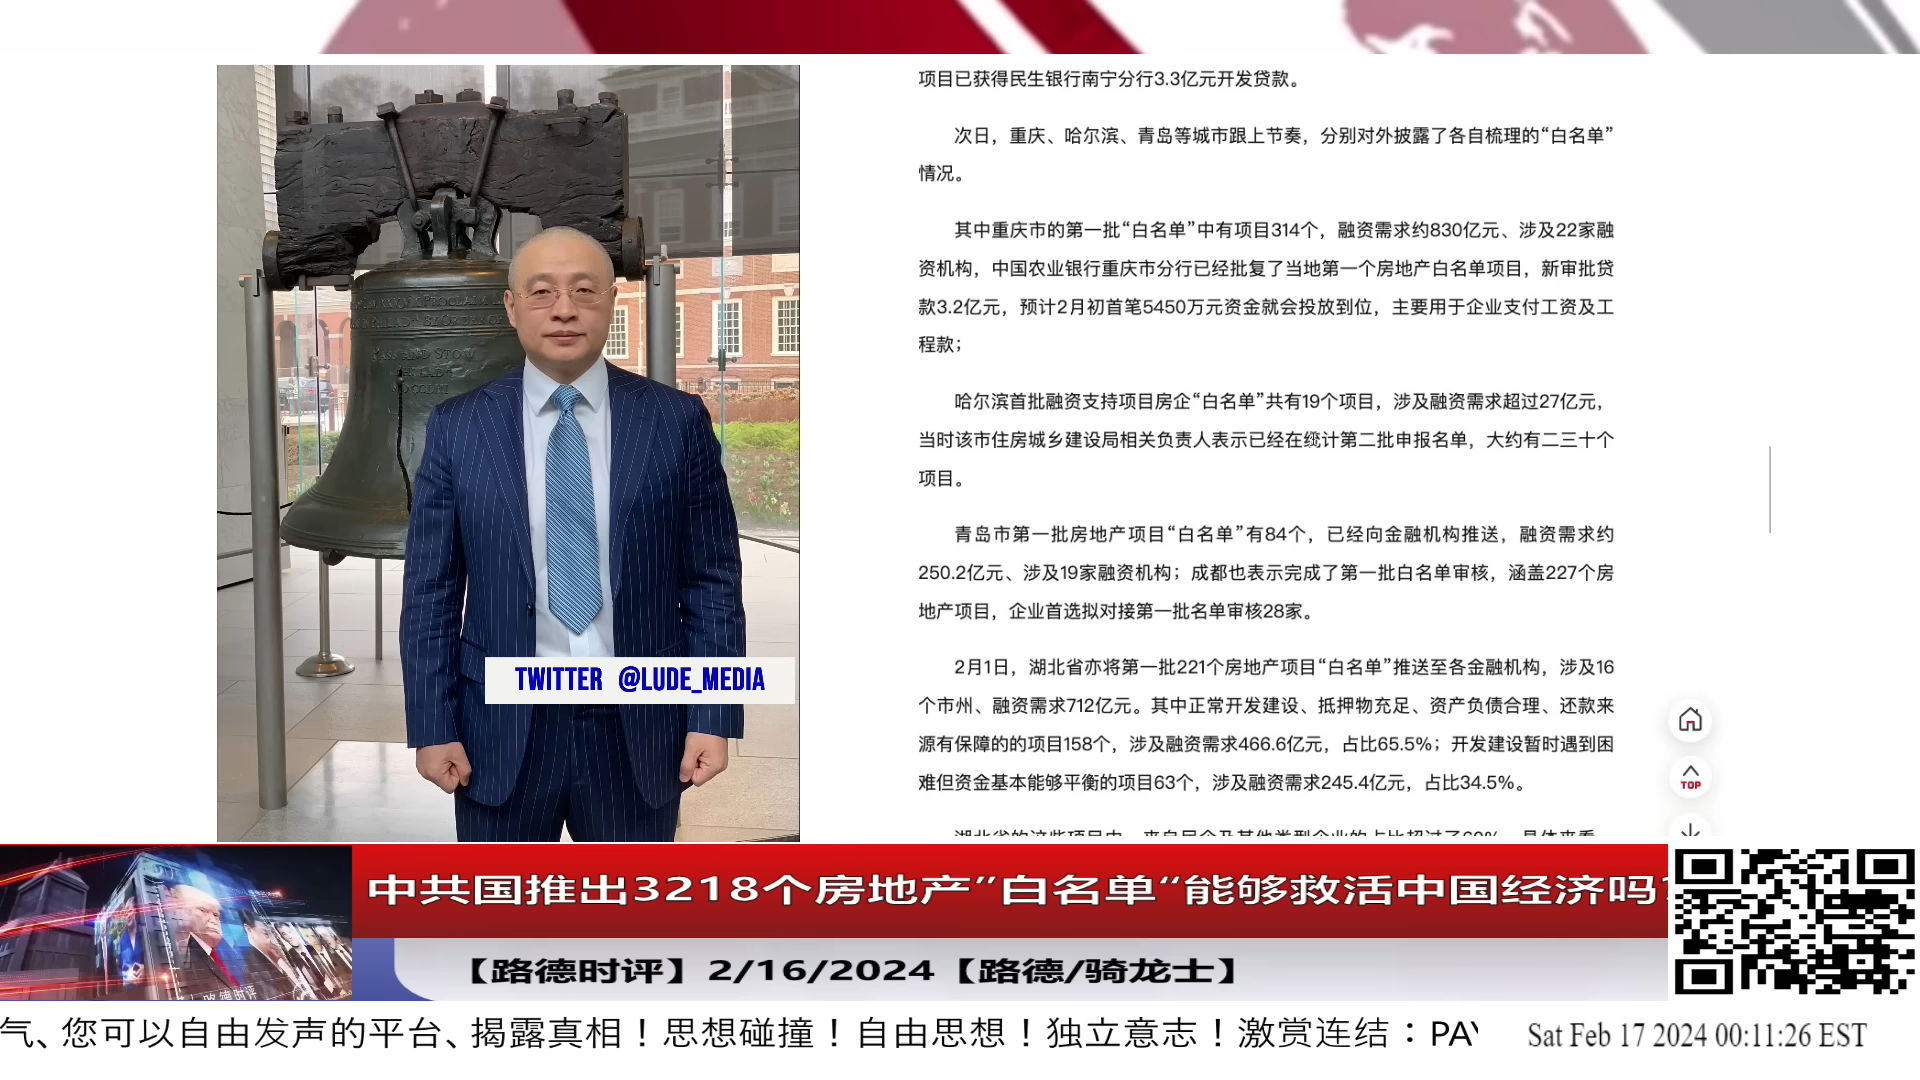 项目已获得民生银行南宁分行3.3亿元开发贷款。
次日，重庆、哈尔滨、青岛等城市跟上节奏，分别对外披露了各自梳理的“白名单”
情况。
其中重庆市的第一批“白名单”中有项目314个，融资需求约830亿元、涉及22家融
资机构，中国农业银行重庆市分行已经批复了当地第一个房地产白名单项目，新审批贷
款3.2亿元，预计2月初首笔5450万元资金就会投放到位，主要用于企业支付工资及工
程款；
哈尔滨首批融资支持项目房企“白名单”共有19个项目，涉及融资需求超过27亿元，
当时该市住房城乡建设局相关负责人表示已经在统计第二批申报名单，大约有二三十个
项目。
青岛市第一批房地产项目“白名单”有84个，已经向金融机构推送，融资需求约
250.2亿元、涉及19家融资机构；成都也表示完成了第一批白名单审核，涵盖227个房
地产项目，企业首选拟对接第一批名单审核28家。
2月1日，湖北省亦将第一批221个房地产项目“白名单”推送至各金融机构，涉及16
个市州、融资需求712亿元。其中正常开发建设、抵押物充足、资产负债合理、还款来
源有保障的的项目158个，涉及融资需求466.6亿元，占比65.5%；开发建设暂时遇到困
难但资金基本能够平衡的项目63个，涉及融资需求245.4亿元，占比34.5%。
TOP
PASS AND STOW
TWITTER @LUDE_MEDIA
中共国推出3218个房地产”白名单“能够救活中国经济吗?
【路德时评】2/16/2024【路德/骑龙士】
路德时评
气、您可以自由发声的平台、揭露真相！思想碰撞！自由思想！独立意志！激赏连结：PAY
Sat Feb 17 2024 00:11:26 EST